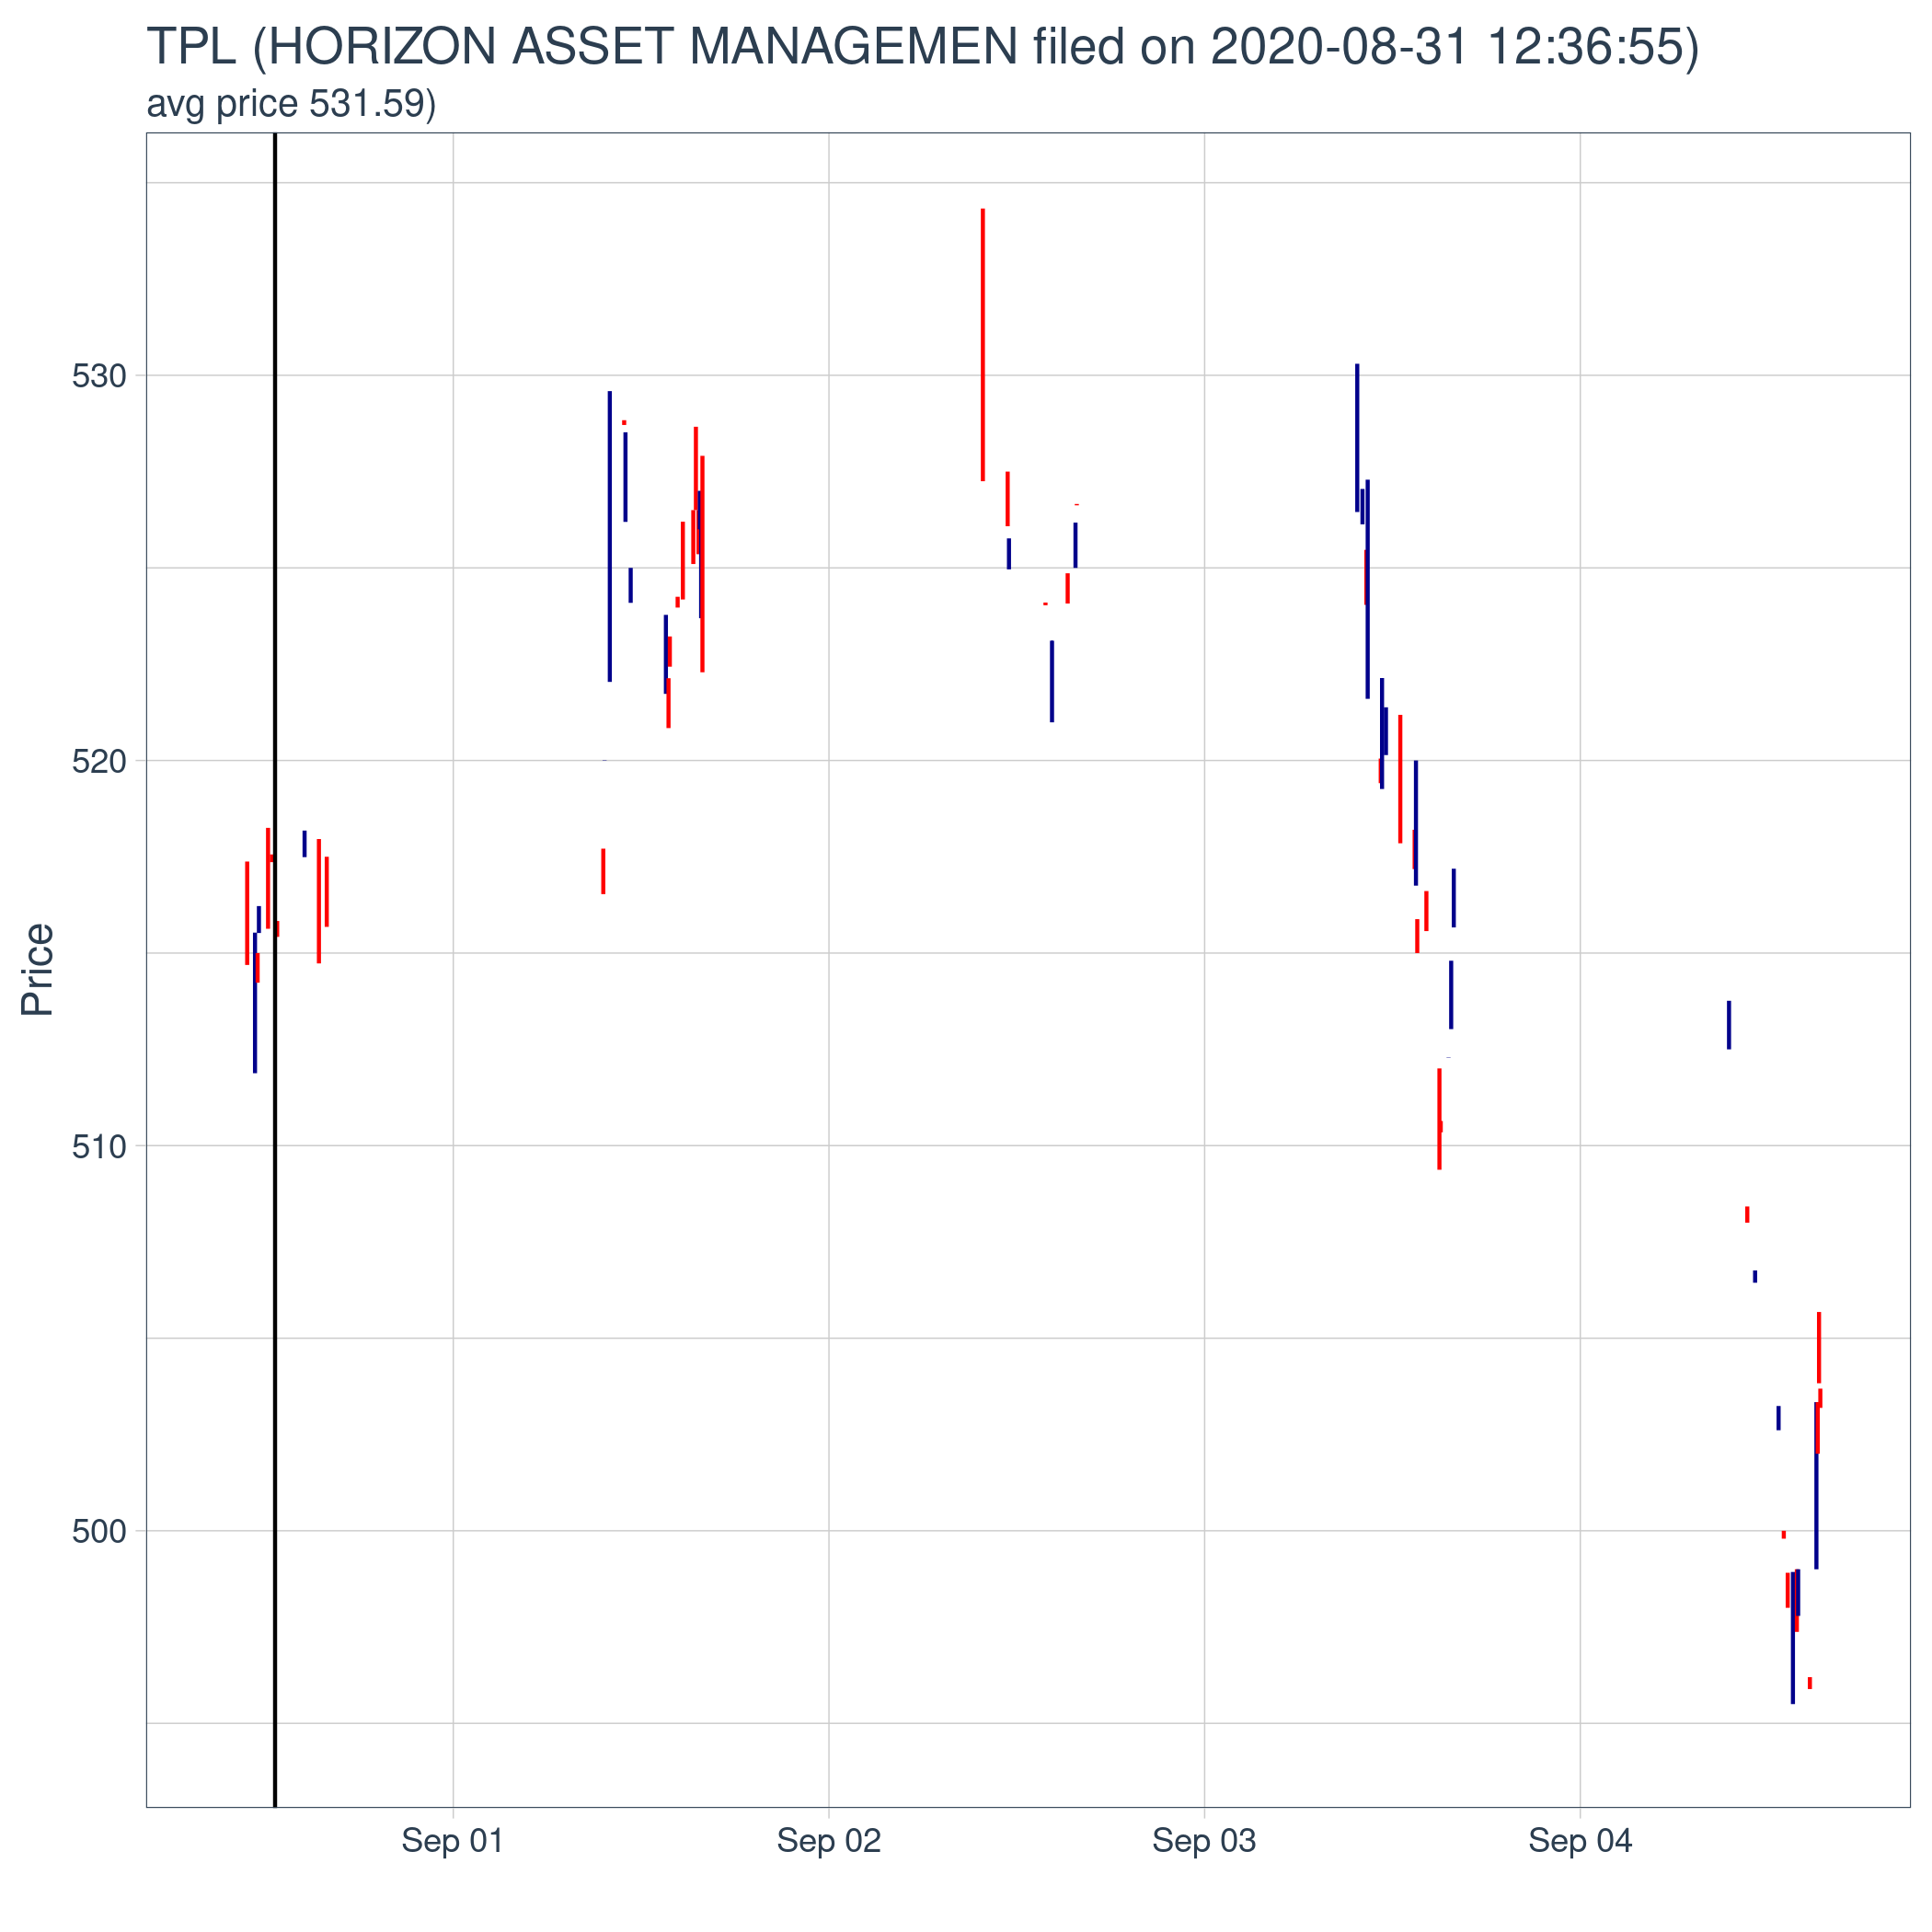 TPL (HORIZON ASSET MANAGEMEN filed on 2020-08-31 12:36:55)
avg price 531.59)
530
520
510
500
Price
Sep 01
Sep 02
Sep 03
Sep 04